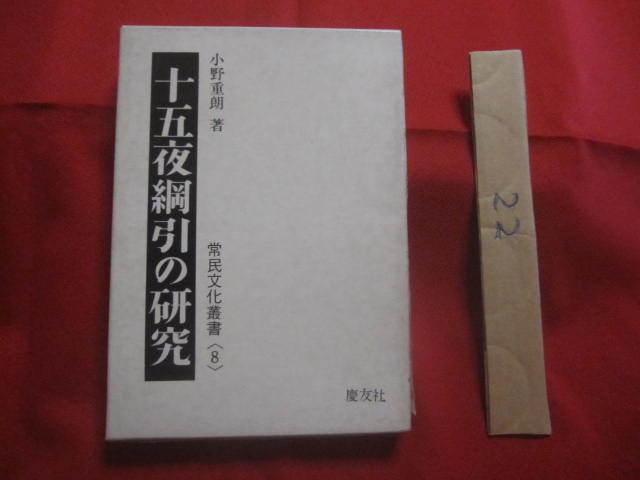 小野重朗 著
十五夜綱引の研究
常民文化叢書〈8〉
慶友社
22